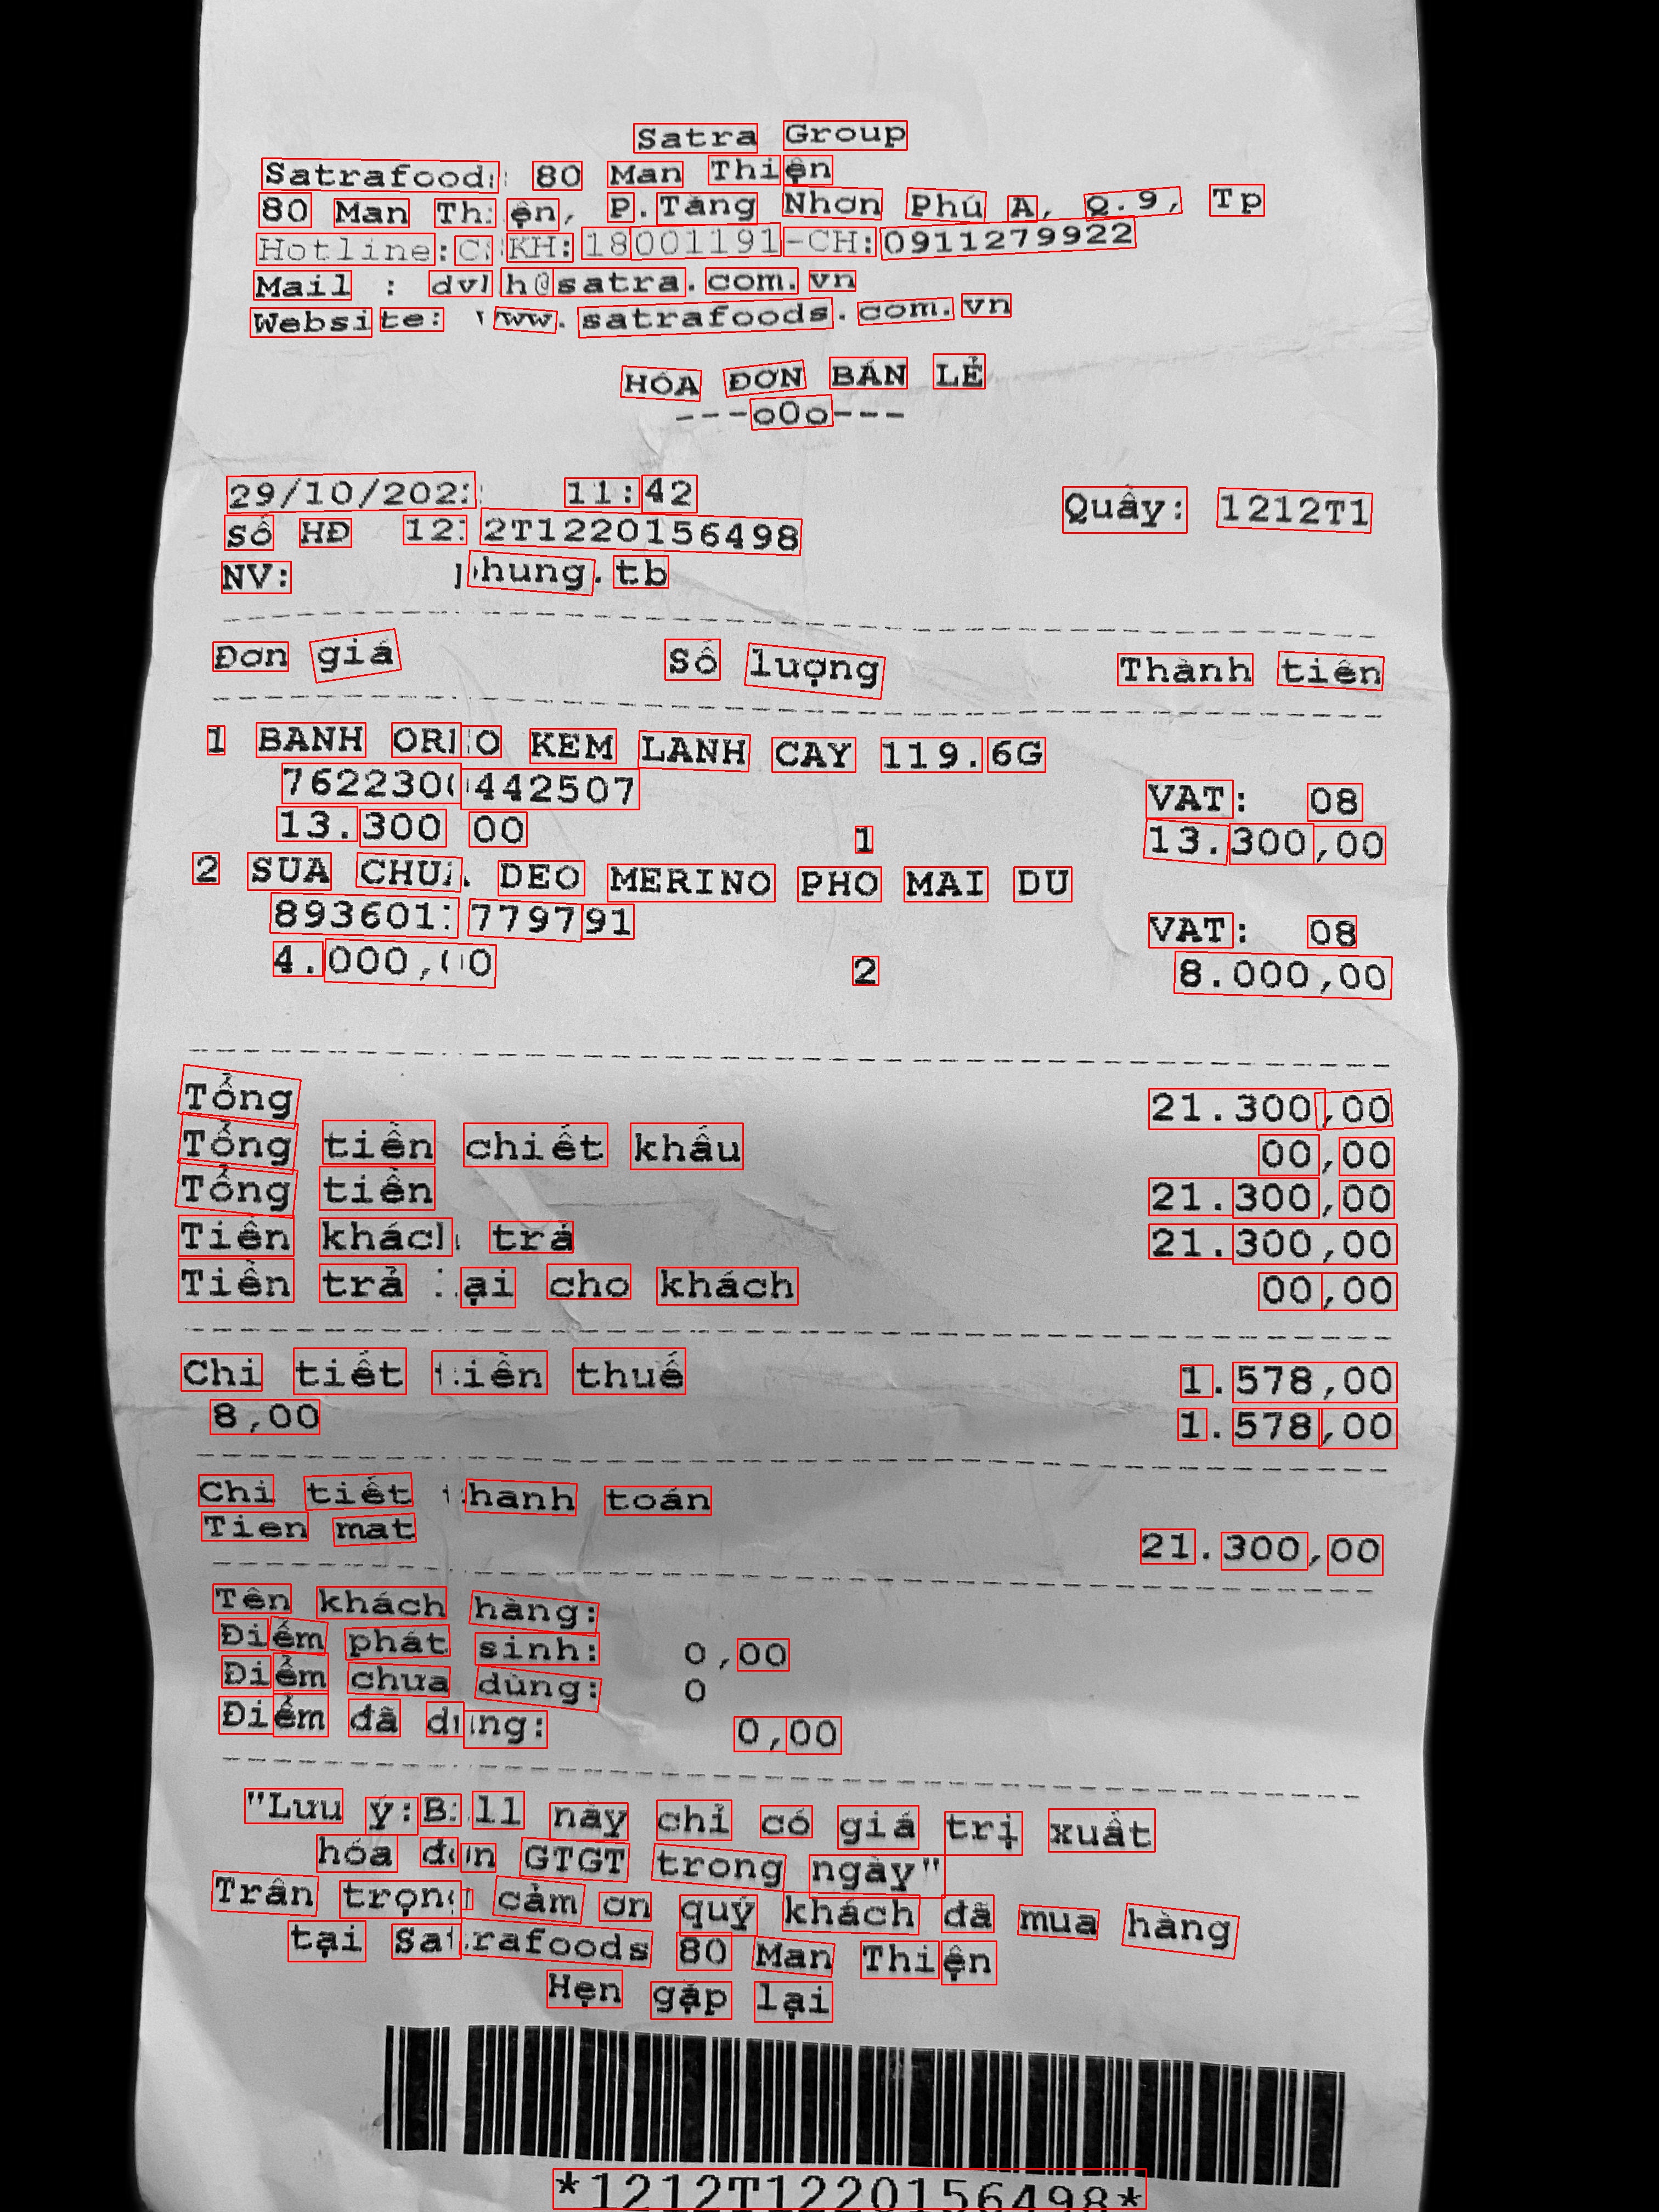 Satra Group
Satrafood: 80 Man Thiện
80 Man Thiện, P.Tăng Nhơn Phú A, Q.9, Tp
Hotline:CSKH:18001191-CH:0911279922
Mail : dvkh@satra.com.vn
Website: www.satrafoods.com.vn
HÓA ĐƠN BÁN LẺ
---oOo---
29/10/2022 11:42
Quầy: 1212T1
Số HĐ 1212T1220156498
NV: phung.tb
Đơn giá Số lượng Thành tiền
1 BANH OREO KEM LANH CAY 119.6G
7622300442507 VAT: 08
13.300,00 1 13.300,00
2 SUA CHUA DEO MERINO PHO MAI DU
893601 779791 VAT: 08
4.000,00 2 8.000,00
Tổng 21.300,00
Tổng tiền chiết khấu 00,00
Tổng tiền 21.300,00
Tiền khách trả 21.300,00
Tiền trả lại cho khách 00,00
Chi tiết tiền thuế 1.578,00
8,00 1.578,00
Chi tiết thanh toán
Tien mat 21.300,00
Tên khách hàng:
Điểm phát sinh: 0,00
Điểm chưa dùng: 0
Điểm đã dùng: 0,00
"Lưu ý:Bill này chỉ có giá trị xuất
hóa đơn GTGT trong ngày"
Trân trọng cảm ơn quý khách đã mua hàng
tại Satrafoods 80 Man Thiện
Hẹn gặp lại
*1212T1220156498*